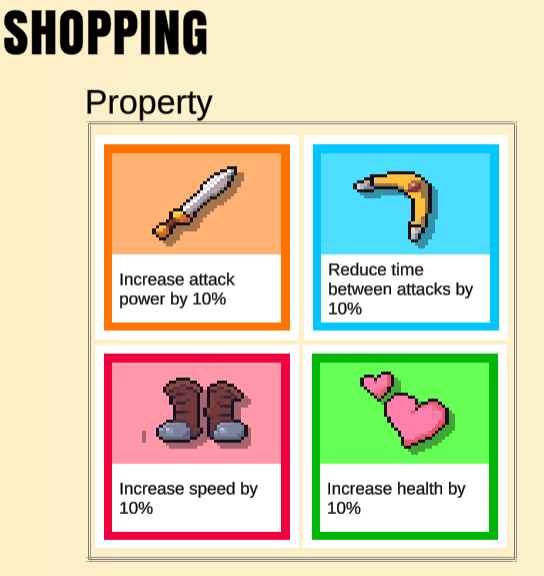 SHOPPING
Property
Increase attack
power by 10%
Reduce time
between attacks by
10%
Increase speed by
10%
Increase health by
10%